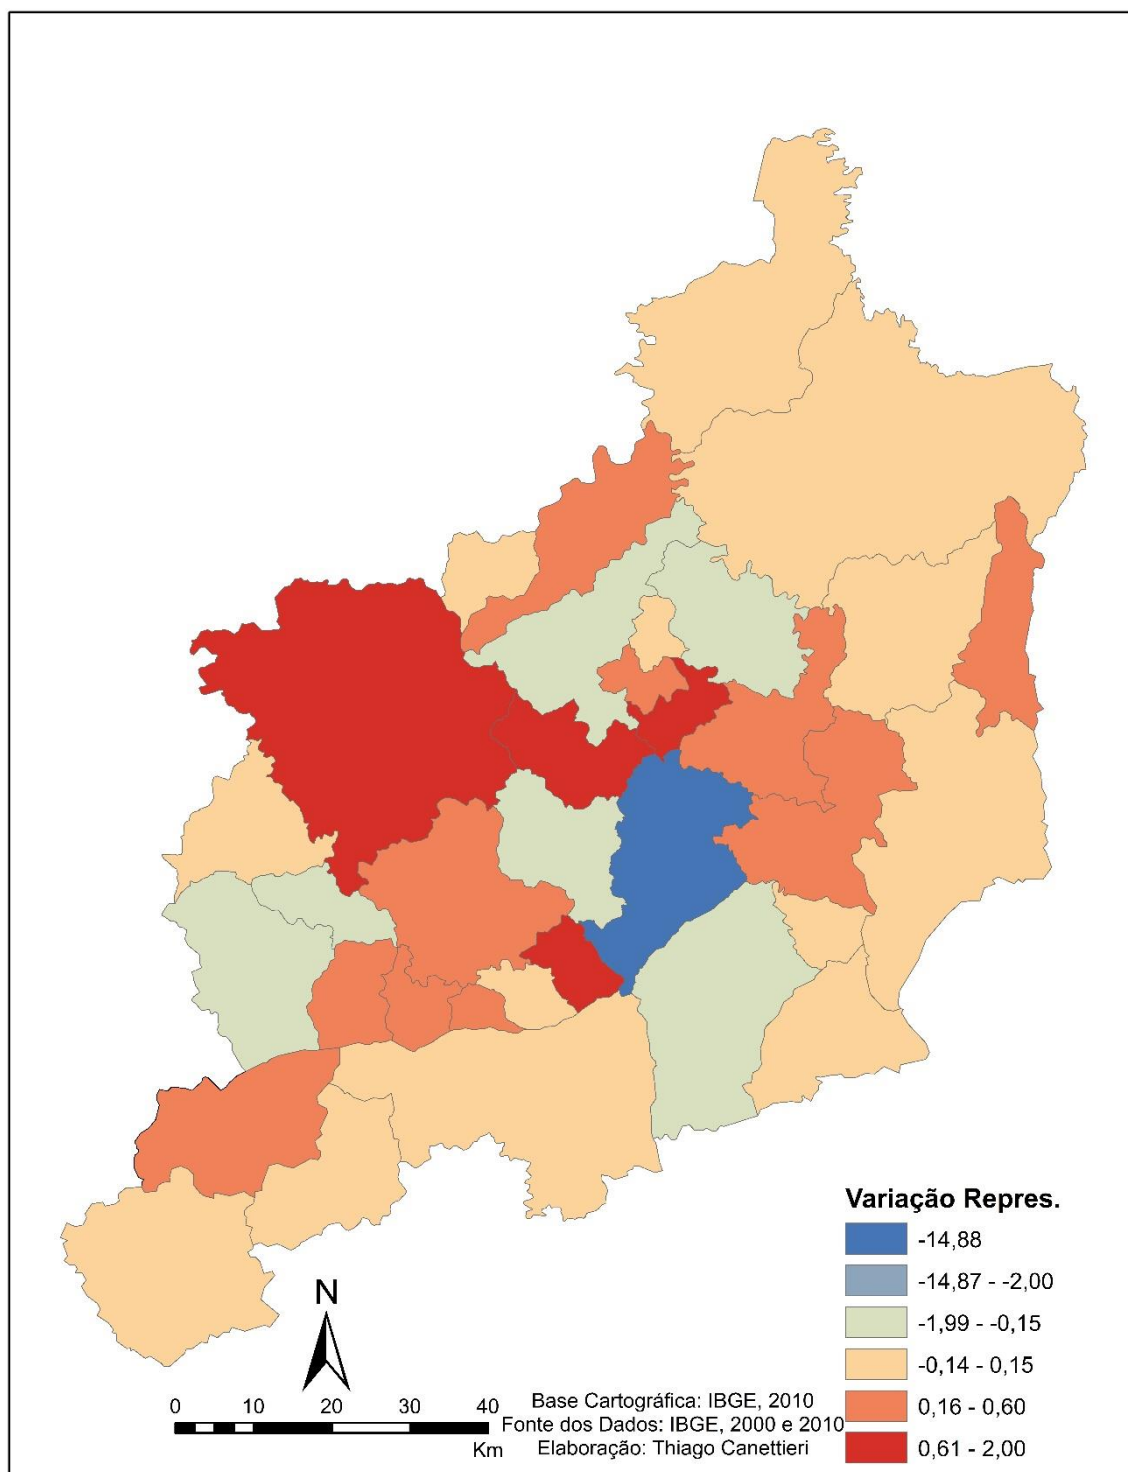 Variação Repres.
-14,88
-14,87 - -2,00
-1,99 - -0,15
-0,14 - 0,15
0,16 - 0,60
0,61 - 2,00
N
0 10 20 30 40
Km
Base Cartográfica: IBGE, 2010
Fonte dos Dados: IBGE, 2000 e 2010
Elaboração: Thiago Canettieri